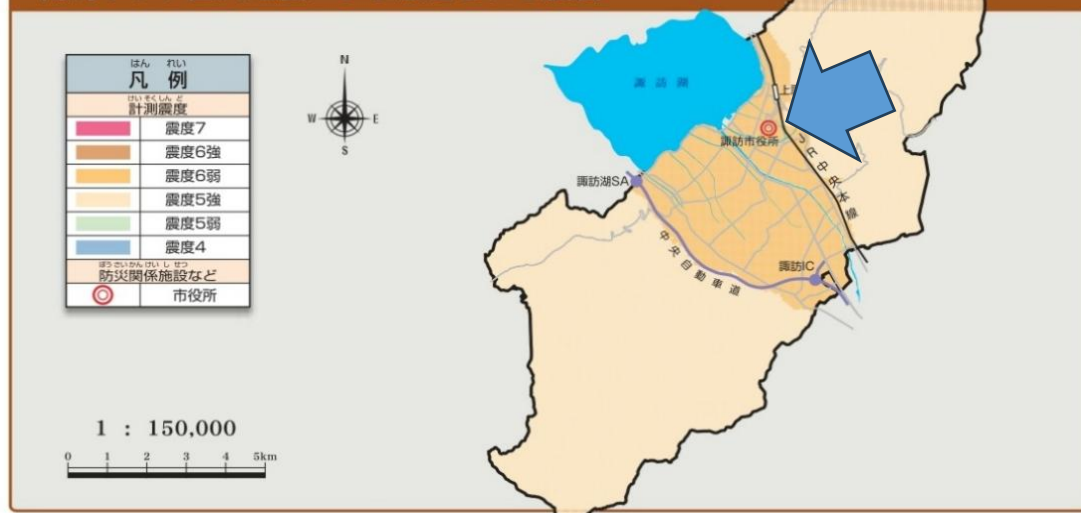 はん れい
凡 例
けいそくしんど
計測震度
震度7
震度6強
震度6弱
震度5強
震度5弱
震度4
ぼうさいかんけいしせつ
防災関係施設など
市役所
N
W
E
S
1 : 150,000
0 1 2 3 4 5km
諏訪湖
上
諏訪市役所
JR中央本線
諏訪湖SA
中央自動車道
諏訪IC